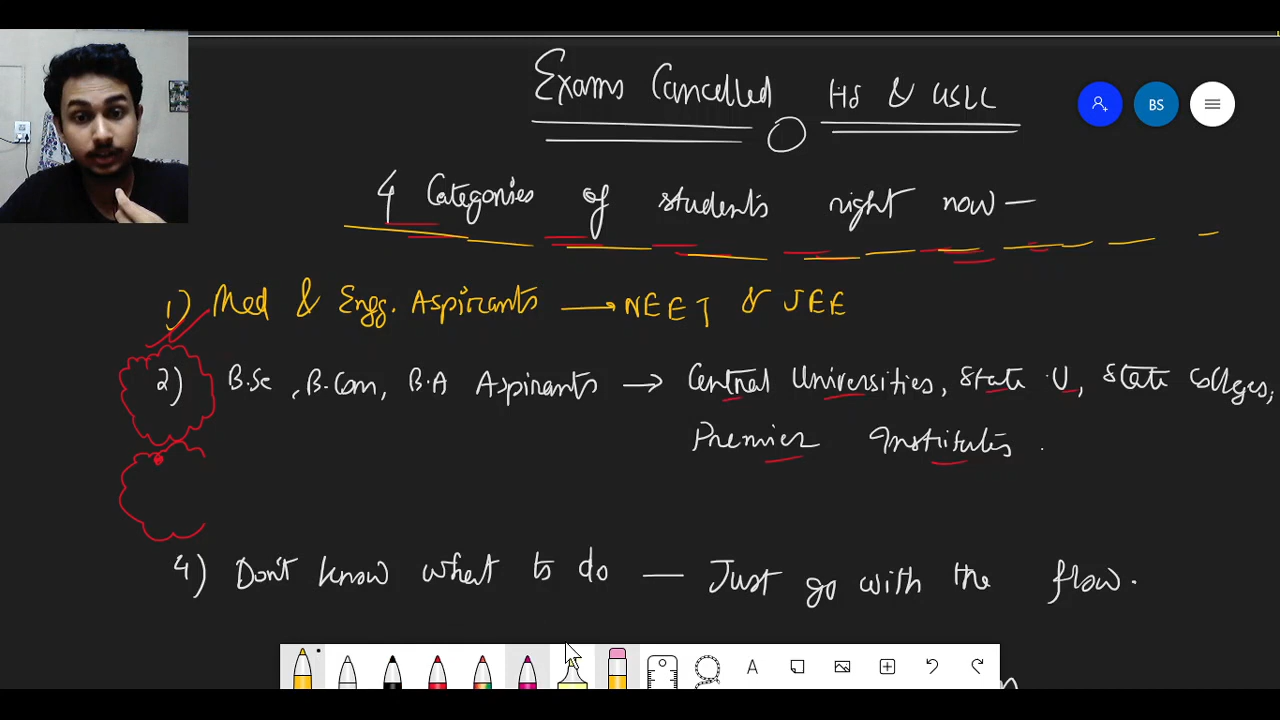 Exams Cancelled HS & HSLC
BS
4 Categories of students right now —
1) Med & Engg. Aspirants → NEET & JEE
2) B.Sc, B.Com, B.A Aspirants → Central Universities, State U, State Colleges,
Premier Institutes.
4) Don't know what to do — Just go with the flow.
A